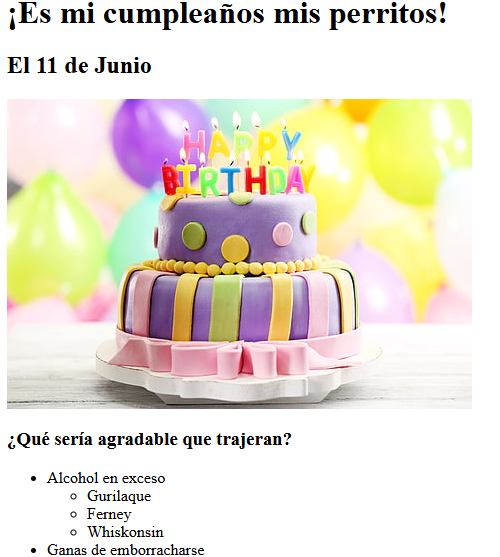 ¡Es mi cumpleaños mis perritos!
El 11 de Junio
HAPPY
BIRTHDAY
¿Qué sería agradable que trajeran?
Alcohol en exceso
Gurilaque
Ferney
Whiskonsin
Ganas de emborracharse